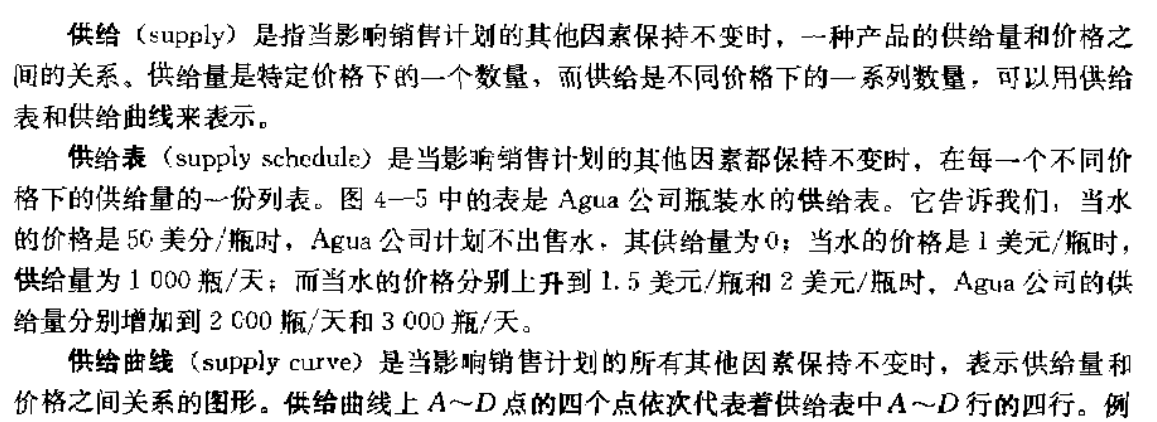 供给（supply）是指当影响销售计划的其他因素保持不变时，一种产品的供给量和价格之
间的关系。供给量是特定价格下的一个数量，而供给是不同价格下的一系列数量，可以用供给
表和供给曲线来表示。
供给表（supply schedule）是当影响销售计划的其他因素都保持不变时，在每一个不同价
格下的供给量的一份列表。图 4—5 中的表是 Agua 公司瓶装水的供给表。它告诉我们，当水
的价格是 50 美分/瓶时，Agua 公司计划不出售水，其供给量为 0；当水的价格是 1 美元/瓶时，
供给量为 1 000 瓶/天；而当水的价格分别上升到 1.5 美元/瓶和 2 美元/瓶时，Agua 公司的供
给量分别增加到 2 000 瓶/天和 3 000 瓶/天。
供给曲线（supply curve）是当影响销售计划的所有其他因素保持不变时，表示供给量和
价格之间关系的图形。供给曲线上 A～D 点的四个点依次代表着供给表中 A～D 行的四行。例